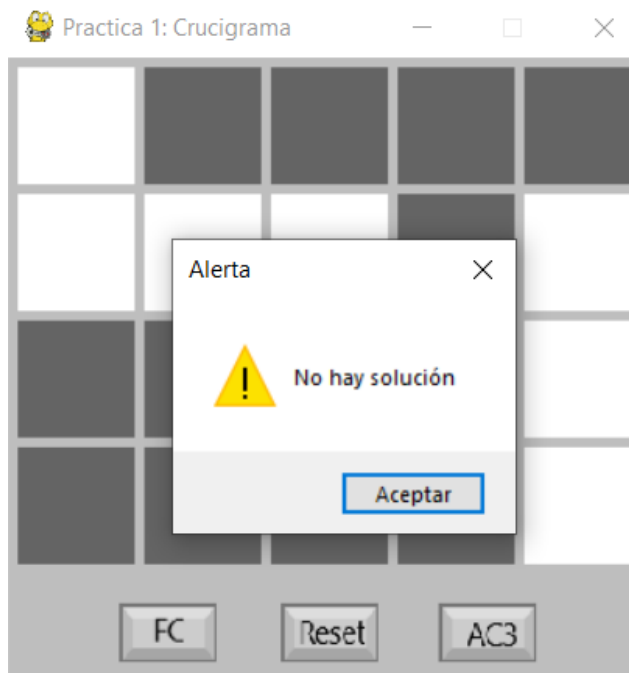 Practica 1: Crucigrama
Alerta
No hay solución
Aceptar
FC
Reset
AC3